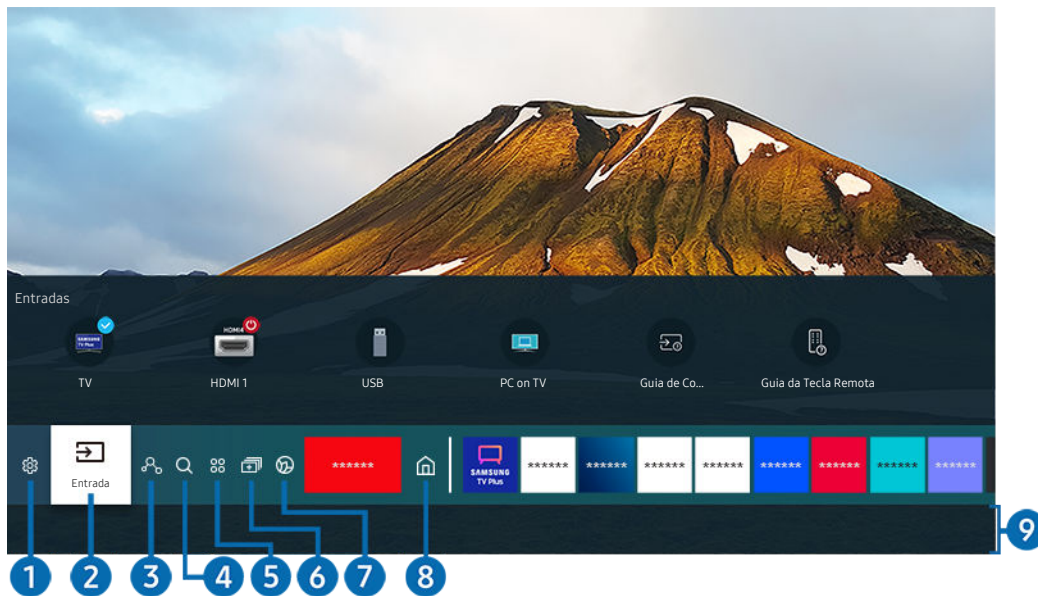 Entradas
SAMSUNG
TV Plus
HDMI4
TV
HDMI 1
USB
PC on TV
Guia de Co...
Guia da Tecla Remota
Entrada
******
SAMSUNG
TV Plus
******
******
******
******
******
******
******
******
1
2
3
4
5
6
7
8
9